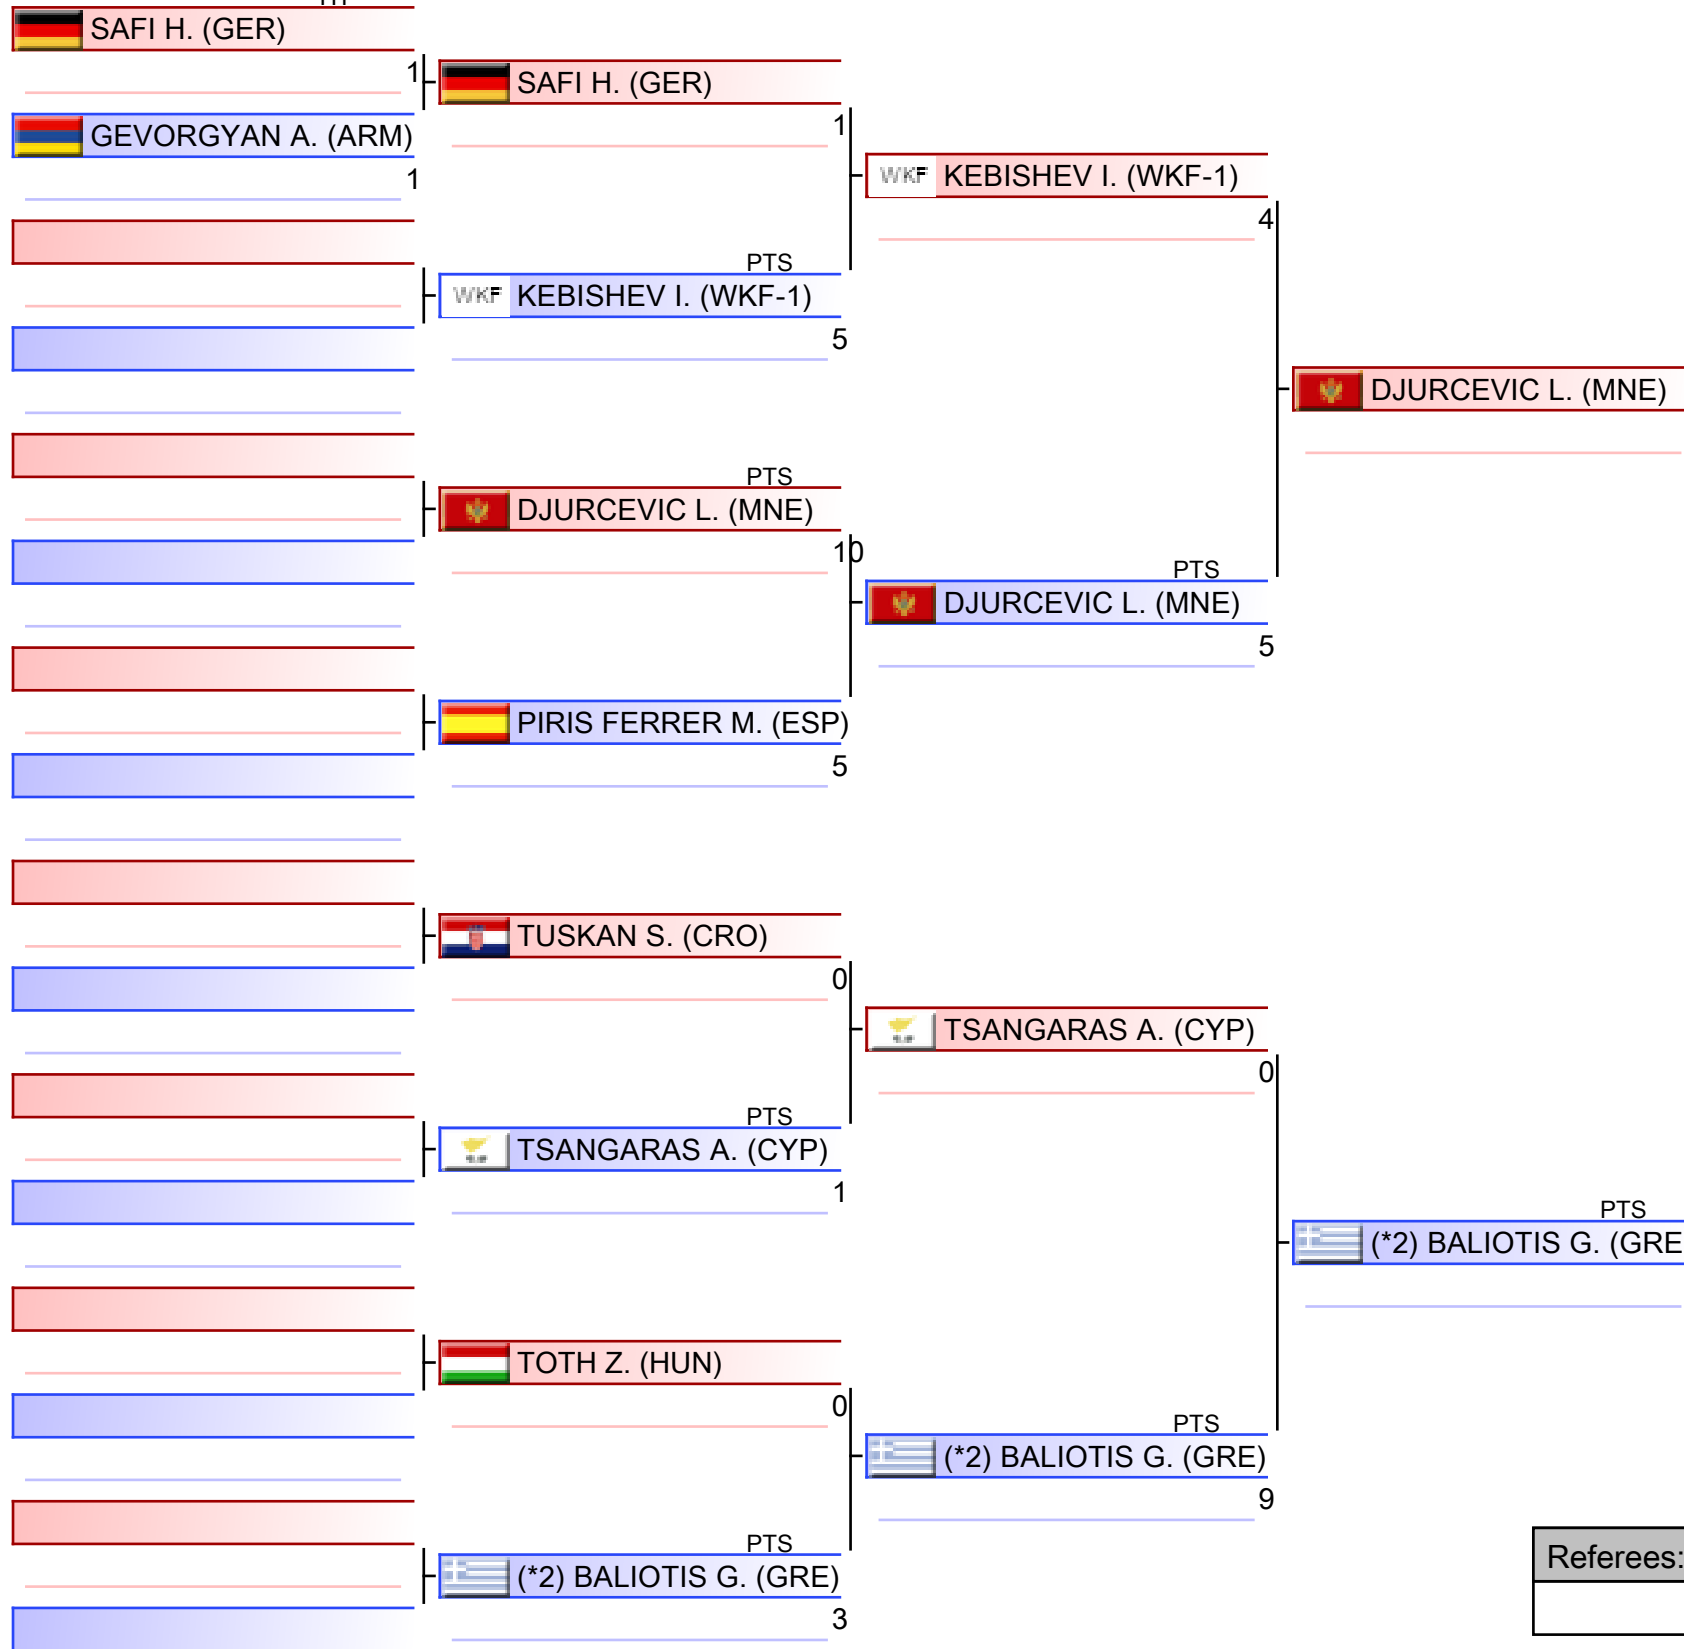 SAFI H. (GER)
1
GEVORGYAN A. (ARM)
1
SAFI H. (GER)
1
PTS
WKF KEBISHEV I. (WKF-1)
5
PTS
DJURCEVIC L. (MNE)
10
PIRIS FERRER M. (ESP)
5
TUSKAN S. (CRO)
0
PTS
TSANGARAS A. (CYP)
1
TOTH Z. (HUN)
0
PTS
(*2) BALIOTIS G. (GRE)
3
WKF KEBISHEV I. (WKF-1)
4
PTS
DJURCEVIC L. (MNE)
5
TSANGARAS A. (CYP)
0
PTS
(*2) BALIOTIS G. (GRE)
9
DJURCEVIC L. (MNE)
PTS
(*2) BALIOTIS G. (GRE
Referees: